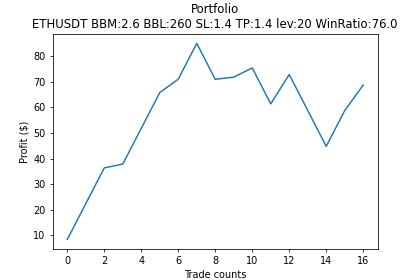 Portfolio
ETHUSDT BBM:2.6 BBL:260 SL:1.4 TP:1.4 lev:20 WinRatio:76.0
80
70
60
50
40
30
20
10
Profit ($)
0 2 4 6 8 10 12 14 16
Trade counts